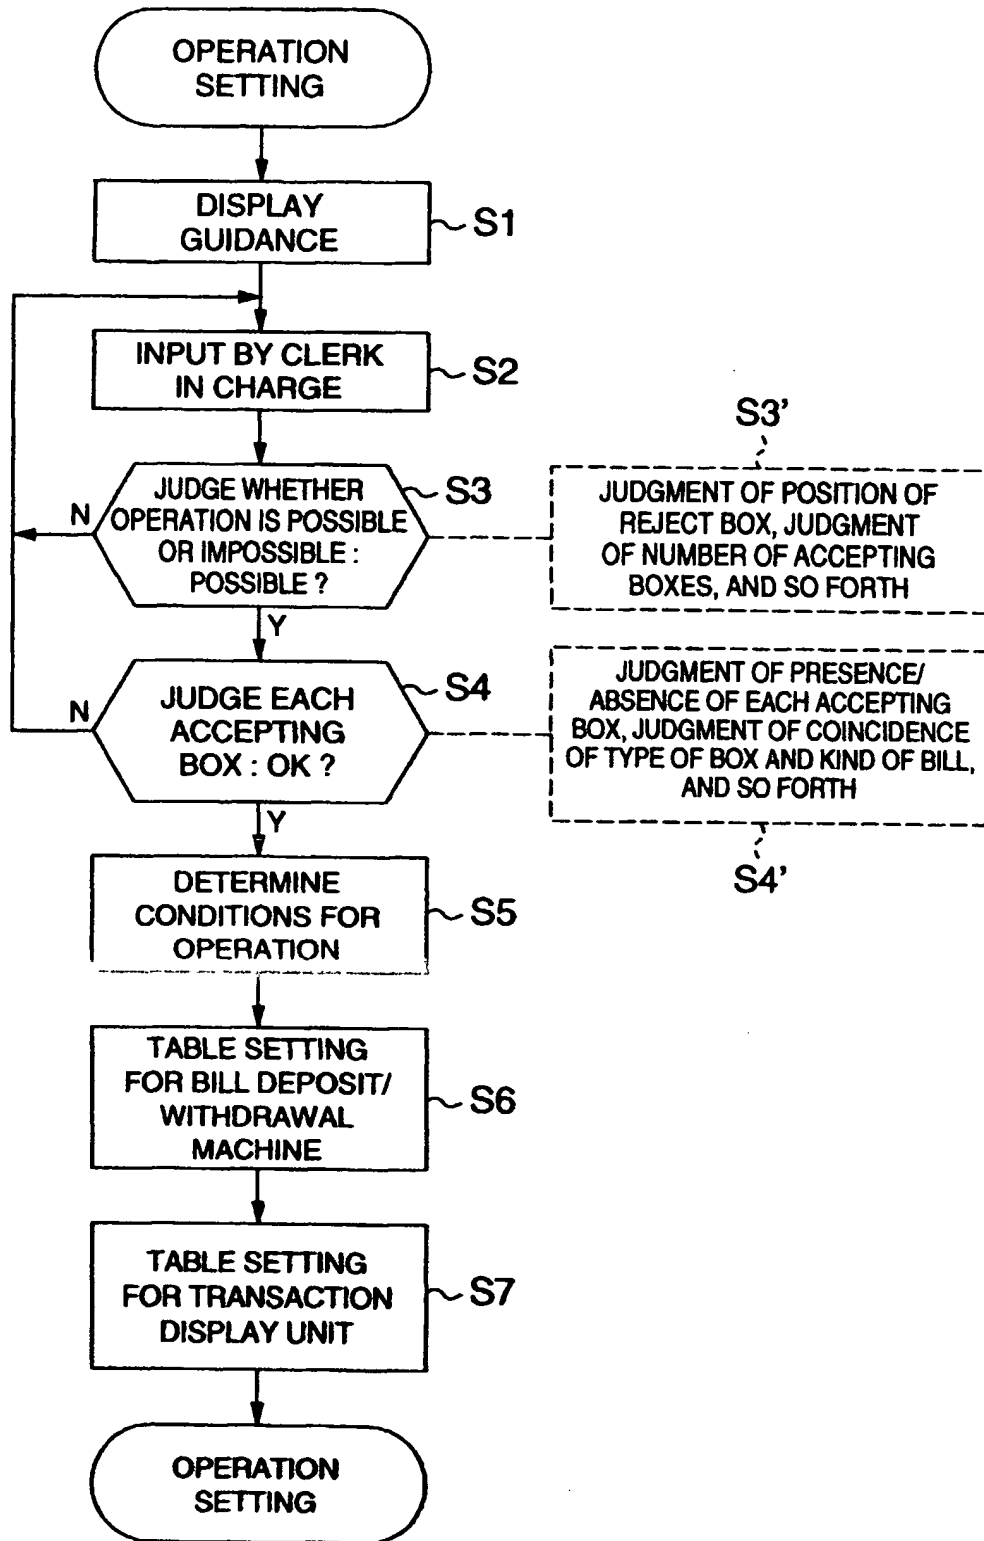 OPERATION
SETTING
DISPLAY
GUIDANCE
S1
INPUT BY CLERK
IN CHARGE
S2
S3'
JUDGE WHETHER
OPERATION IS POSSIBLE
OR IMPOSSIBLE :
POSSIBLE ?
S3
N
Y
JUDGMENT OF POSITION OF
REJECT BOX, JUDGMENT
OF NUMBER OF ACCEPTING
BOXES, AND SO FORTH
JUDGE EACH
ACCEPTING
BOX : OK ?
S4
N
Y
JUDGMENT OF PRESENCE/
ABSENCE OF EACH ACCEPTING
BOX, JUDGMENT OF COINCIDENCE
OF TYPE OF BOX AND KIND OF BILL,
AND SO FORTH
S4'
DETERMINE
CONDITIONS FOR
OPERATION
S5
TABLE SETTING
FOR BILL DEPOSIT/
WITHDRAWAL
MACHINE
S6
TABLE SETTING
FOR TRANSACTION
DISPLAY UNIT
S7
OPERATION
SETTING